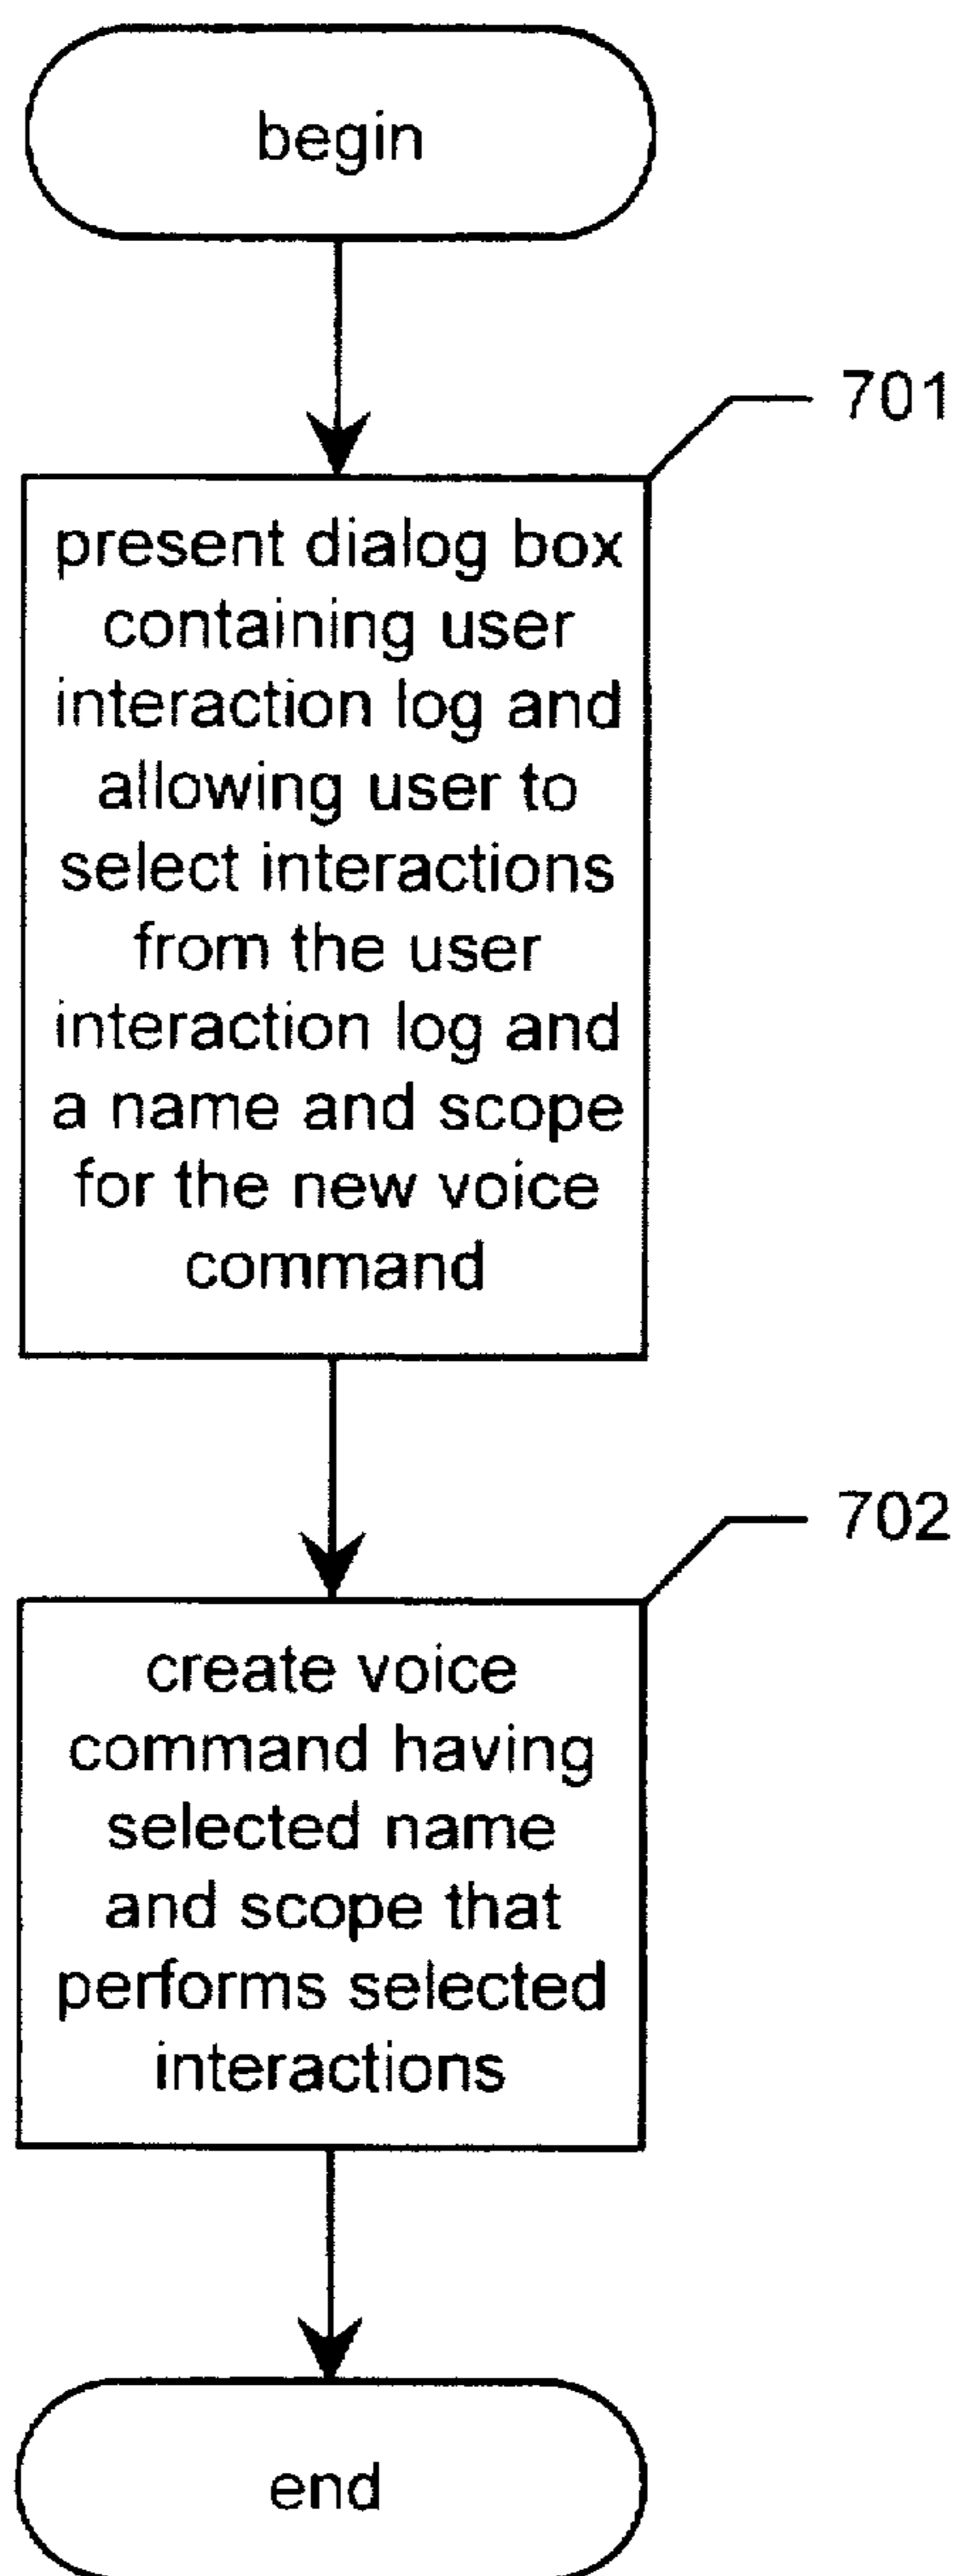 begin
701
present dialog box
containing user
interaction log and
allowing user to
select interactions
from the user
interaction log and
a name and scope
for the new voice
command
702
create voice
command having
selected name
and scope that
performs selected
interactions
end